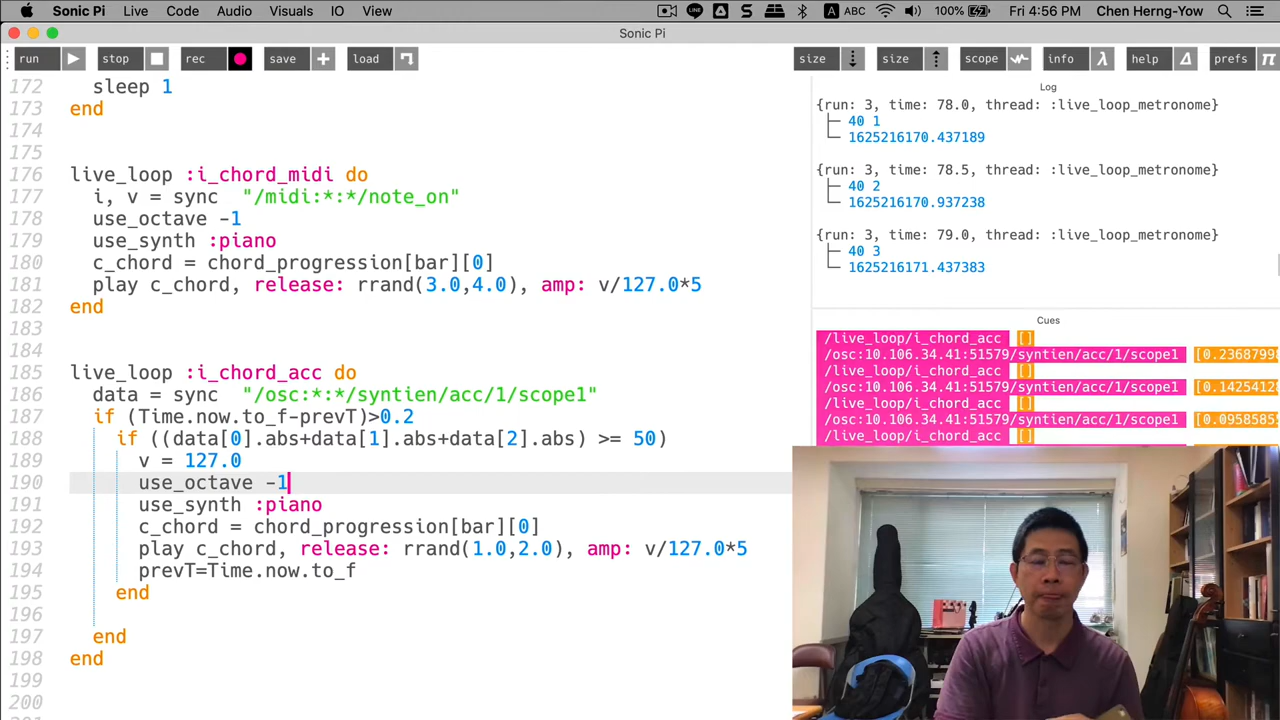 Sonic Pi Live Code Audio Visuals IO View
ABC 100% Fri 4:56 PM Chen Herng-Yow
Sonic Pi
run stop rec save load size size scope info help prefs
172 sleep 1
173 end
174
175
176 live_loop :i_chord_midi do
177 i, v = sync "/midi:*:*/note_on"
178 use_octave -1
179 use_synth :piano
180 c_chord = chord_progression[bar][0]
181 play c_chord, release: rrand(3.0,4.0), amp: v/127.0*5
182 end
183
184
185 live_loop :i_chord_acc do
186 data = sync "/osc:*:*/syntien/acc/1/scope1"
187 if (Time.now.to_f-prevT)>0.2
188 if ((data[0].abs+data[1].abs+data[2].abs) >= 50)
189 v = 127.0
190 use_octave -1
191 use_synth :piano
192 c_chord = chord_progression[bar][0]
193 play c_chord, release: rrand(1.0,2.0), amp: v/127.0*5
194 prevT=Time.now.to_f
195 end
196
197 end
198 end
199
200
Log
{run: 3, time: 78.0, thread: :live_loop_metronome}
40 1
1625216170.437189
{run: 3, time: 78.5, thread: :live_loop_metronome}
40 2
1625216170.937238
{run: 3, time: 79.0, thread: :live_loop_metronome}
40 3
1625216171.437383
Cues
/live_loop/i_chord_acc []
/osc:10.106.34.41:51579/syntien/acc/1/scope1 [0.23687998
/live_loop/i_chord_acc []
/osc:10.106.34.41:51579/syntien/acc/1/scope1 [0.14254128
/live_loop/i_chord_acc []
/osc:10.106.34.41:51579/syntien/acc/1/scope1 [0.0958585
/live_loop/i_chord_acc []